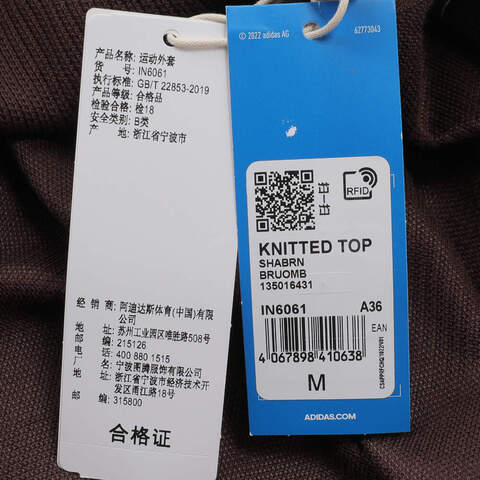 产品名称: 运动外套
货 号: IN6061
执行标准: GB/T 22853-2019
产品等级: 合格品
检验合格: 检18
安全类别: B类
产 地: 浙江省宁波市
经 销 商: 阿迪达斯体育(中国)有限公司
公司
地 址: 苏州工业园区唯胜路508号
邮 编: 215126
电 话: 400 880 1515
厂 名: 宁波图腾服饰有限公司
地 址: 浙江省宁波市经济技术开
发区甬江路18号
邮 编: 315800
合格证
© 2022 adidas AG
62773043
扫一扫
RFID
KNITTED TOP
SHABRN
BRUOMB
135016431
IN6061
A36
EAN
4 067898 410638
M
ADIDAS.COM